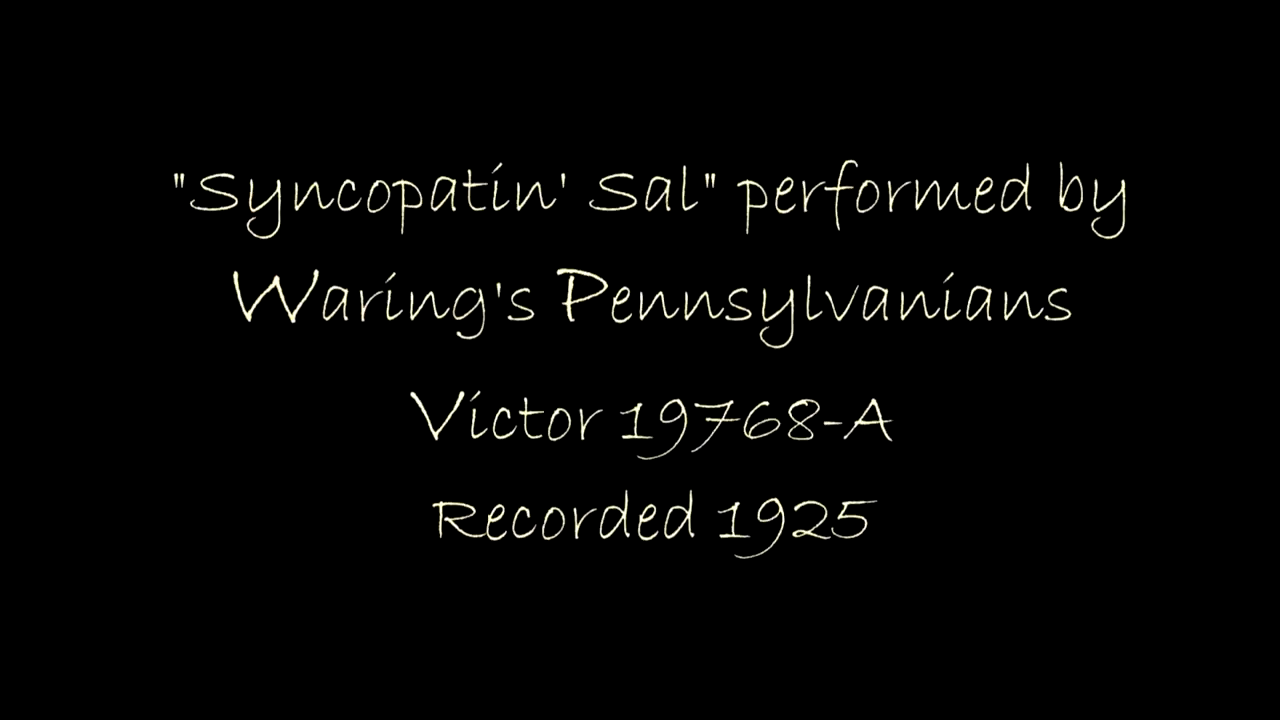 "Syncopatin' Sal" performed by
Waring's Pennsylvanians
Victor 19768-A
Recorded 1925